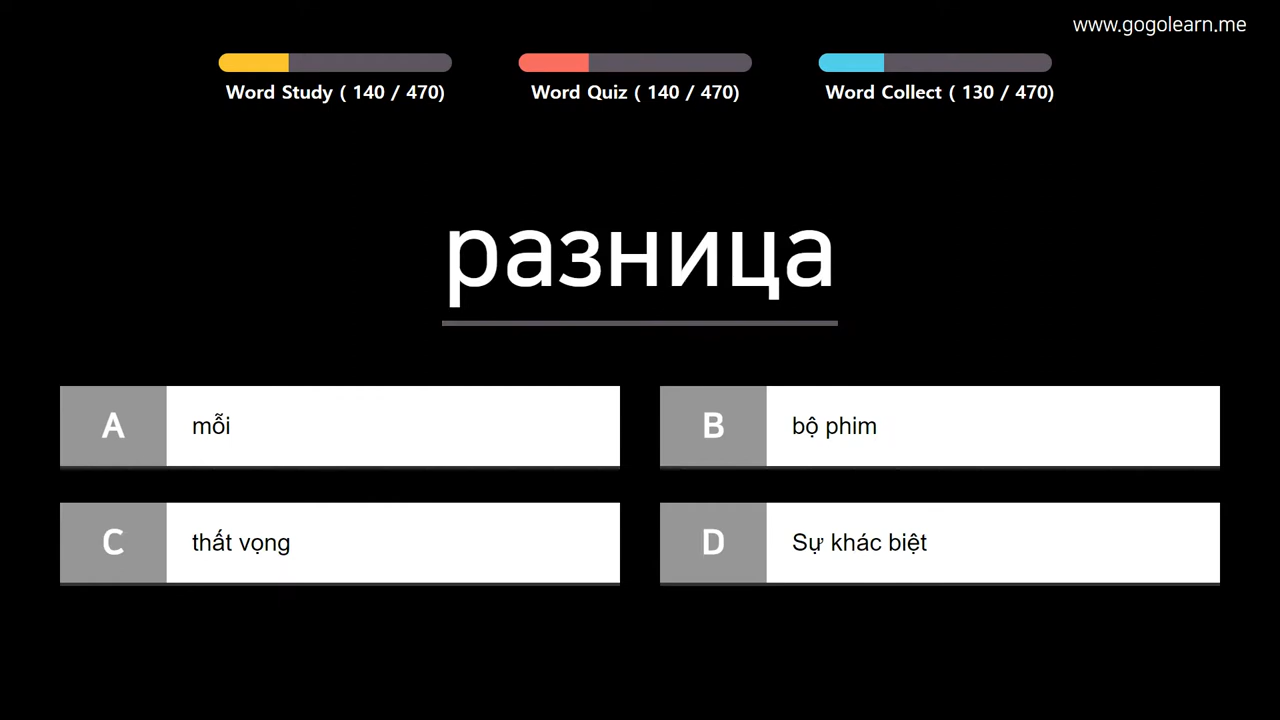 www.gogolearn.me
Word Study ( 140 / 470)
Word Quiz ( 140 / 470)
Word Collect ( 130 / 470)
разница
A mỗi
B bộ phim
C thất vọng
D Sự khác biệt